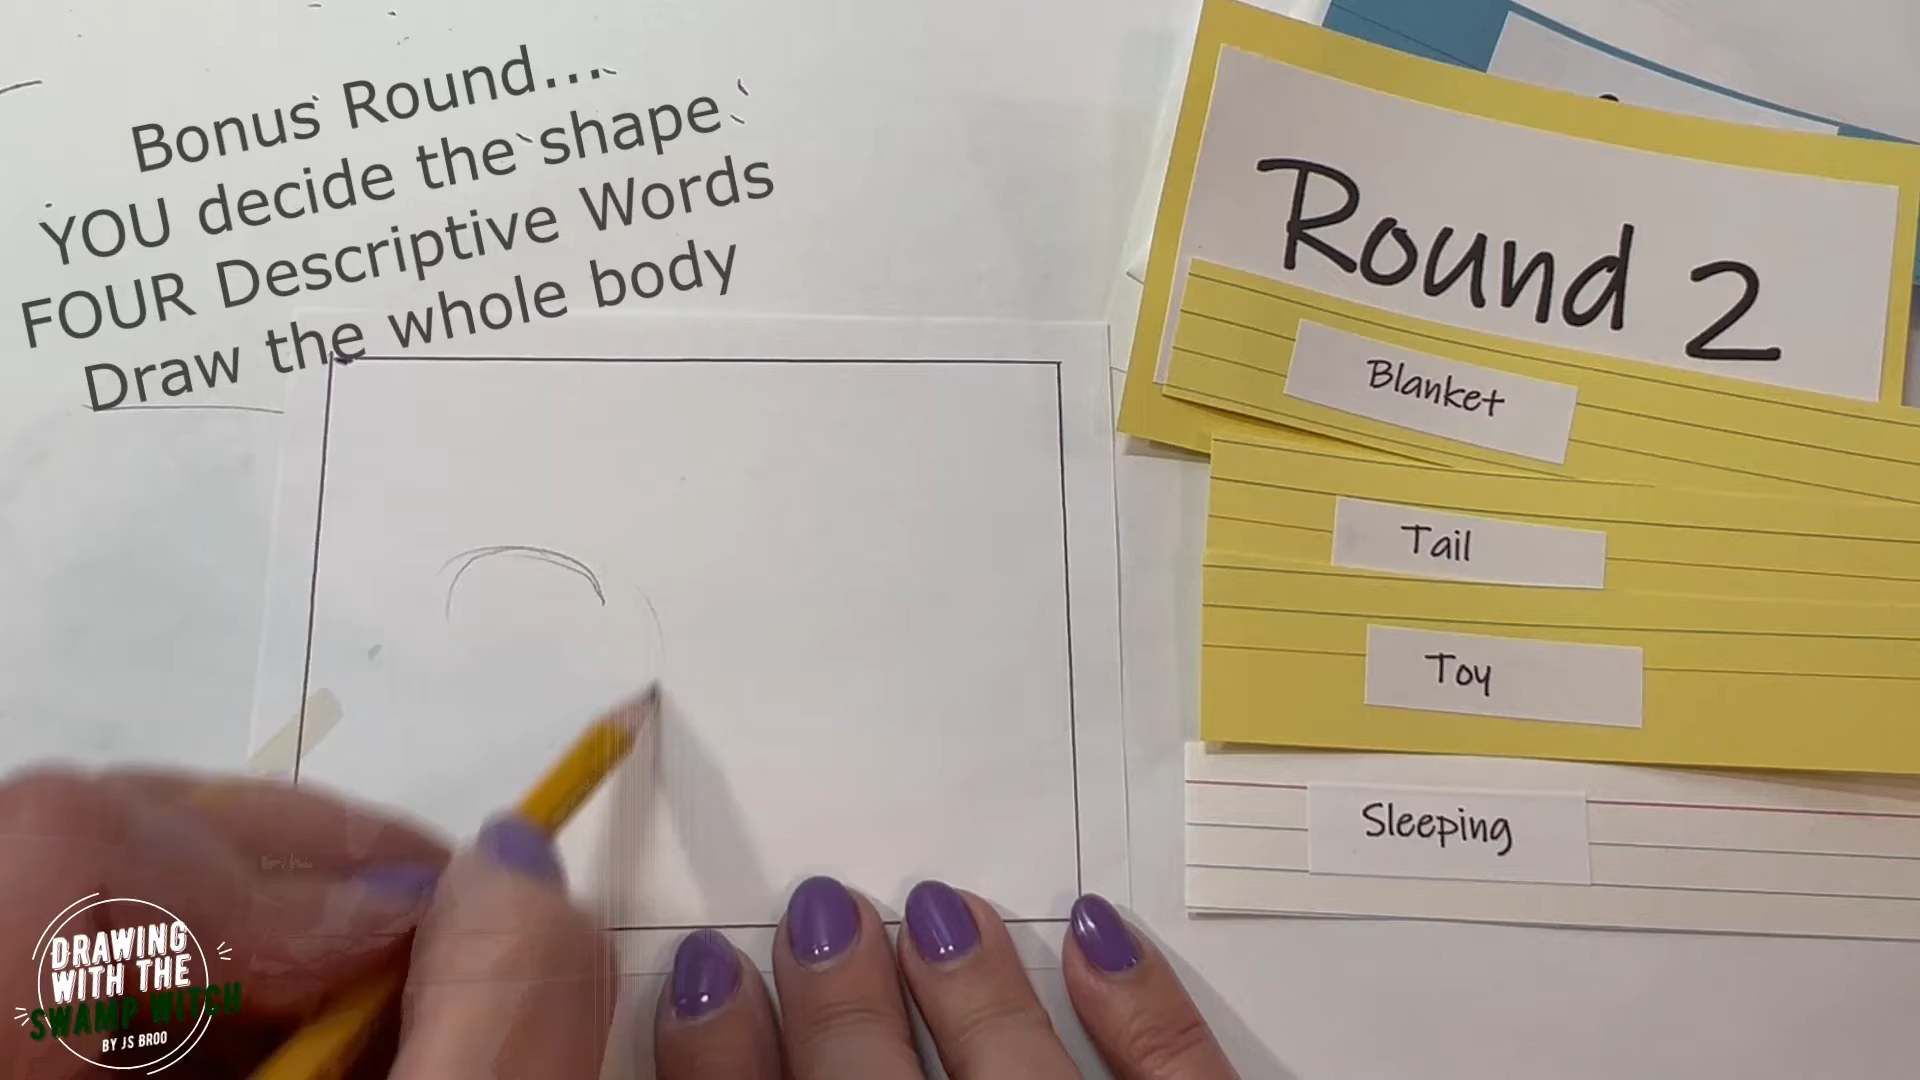 Bonus Round...
YOU decide the shape
FOUR Descriptive Words
Draw the whole body
Round 2
Blanket
Tail
Toy
Sleeping
DRAWING
WITH THE
SWAMP WITCH
BY JS BROO